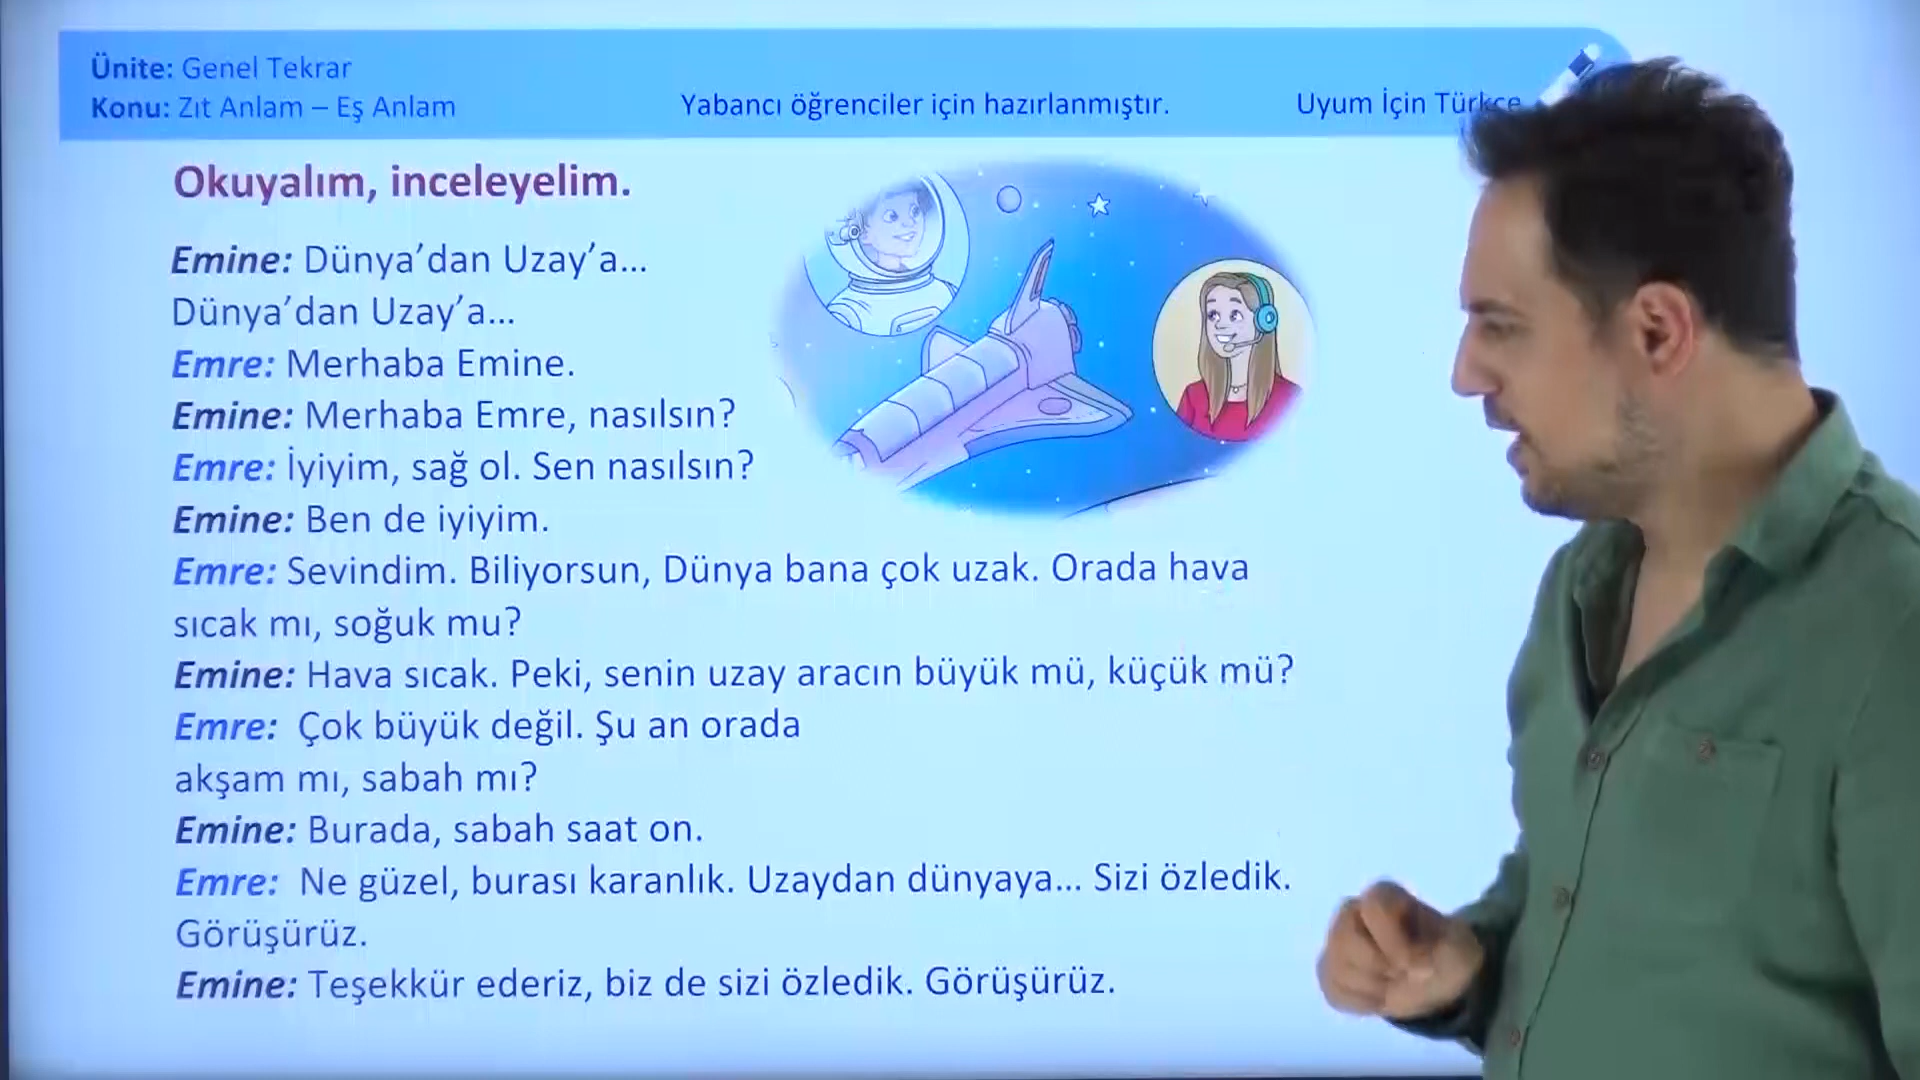 Ünite: Genel Tekrar
Konu: Zıt Anlam – Eş Anlam
Yabancı öğrenciler için hazırlanmıştır.
Uyum İçin Türkçe
Okuyalım, inceleyelim.
Emine: Dünya’dan Uzay’a...
Dünya’dan Uzay’a...
Emre: Merhaba Emine.
Emine: Merhaba Emre, nasılsın?
Emre: İyiyim, sağ ol. Sen nasılsın?
Emine: Ben de iyiyim.
Emre: Sevindim. Biliyorsun, Dünya bana çok uzak. Orada hava
sıcak mı, soğuk mu?
Emine: Hava sıcak. Peki, senin uzay aracın büyük mü, küçük mü?
Emre: Çok büyük değil. Şu an orada
akşam mı, sabah mı?
Emine: Burada, sabah saat on.
Emre: Ne güzel, burası karanlık. Uzaydan dünyaya... Sizi özledik.
Görüşürüz.
Emine: Teşekkür ederiz, biz de sizi özledik. Görüşürüz.